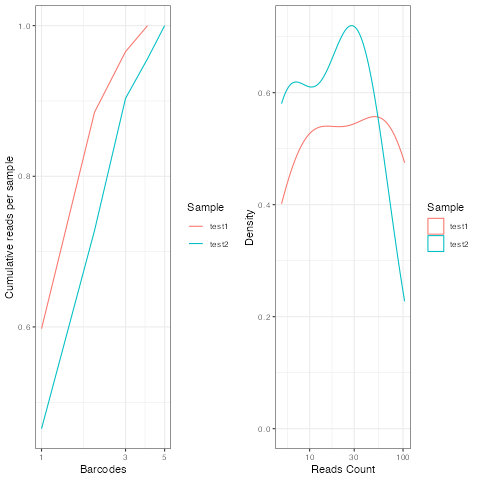 Cumulative reads per sample
1.0
0.8
0.6
1
3
5
Barcodes
Sample
test1
test2
Density
0.6
0.4
0.2
0.0
10
30
100
Reads Count
Sample
test1
test2